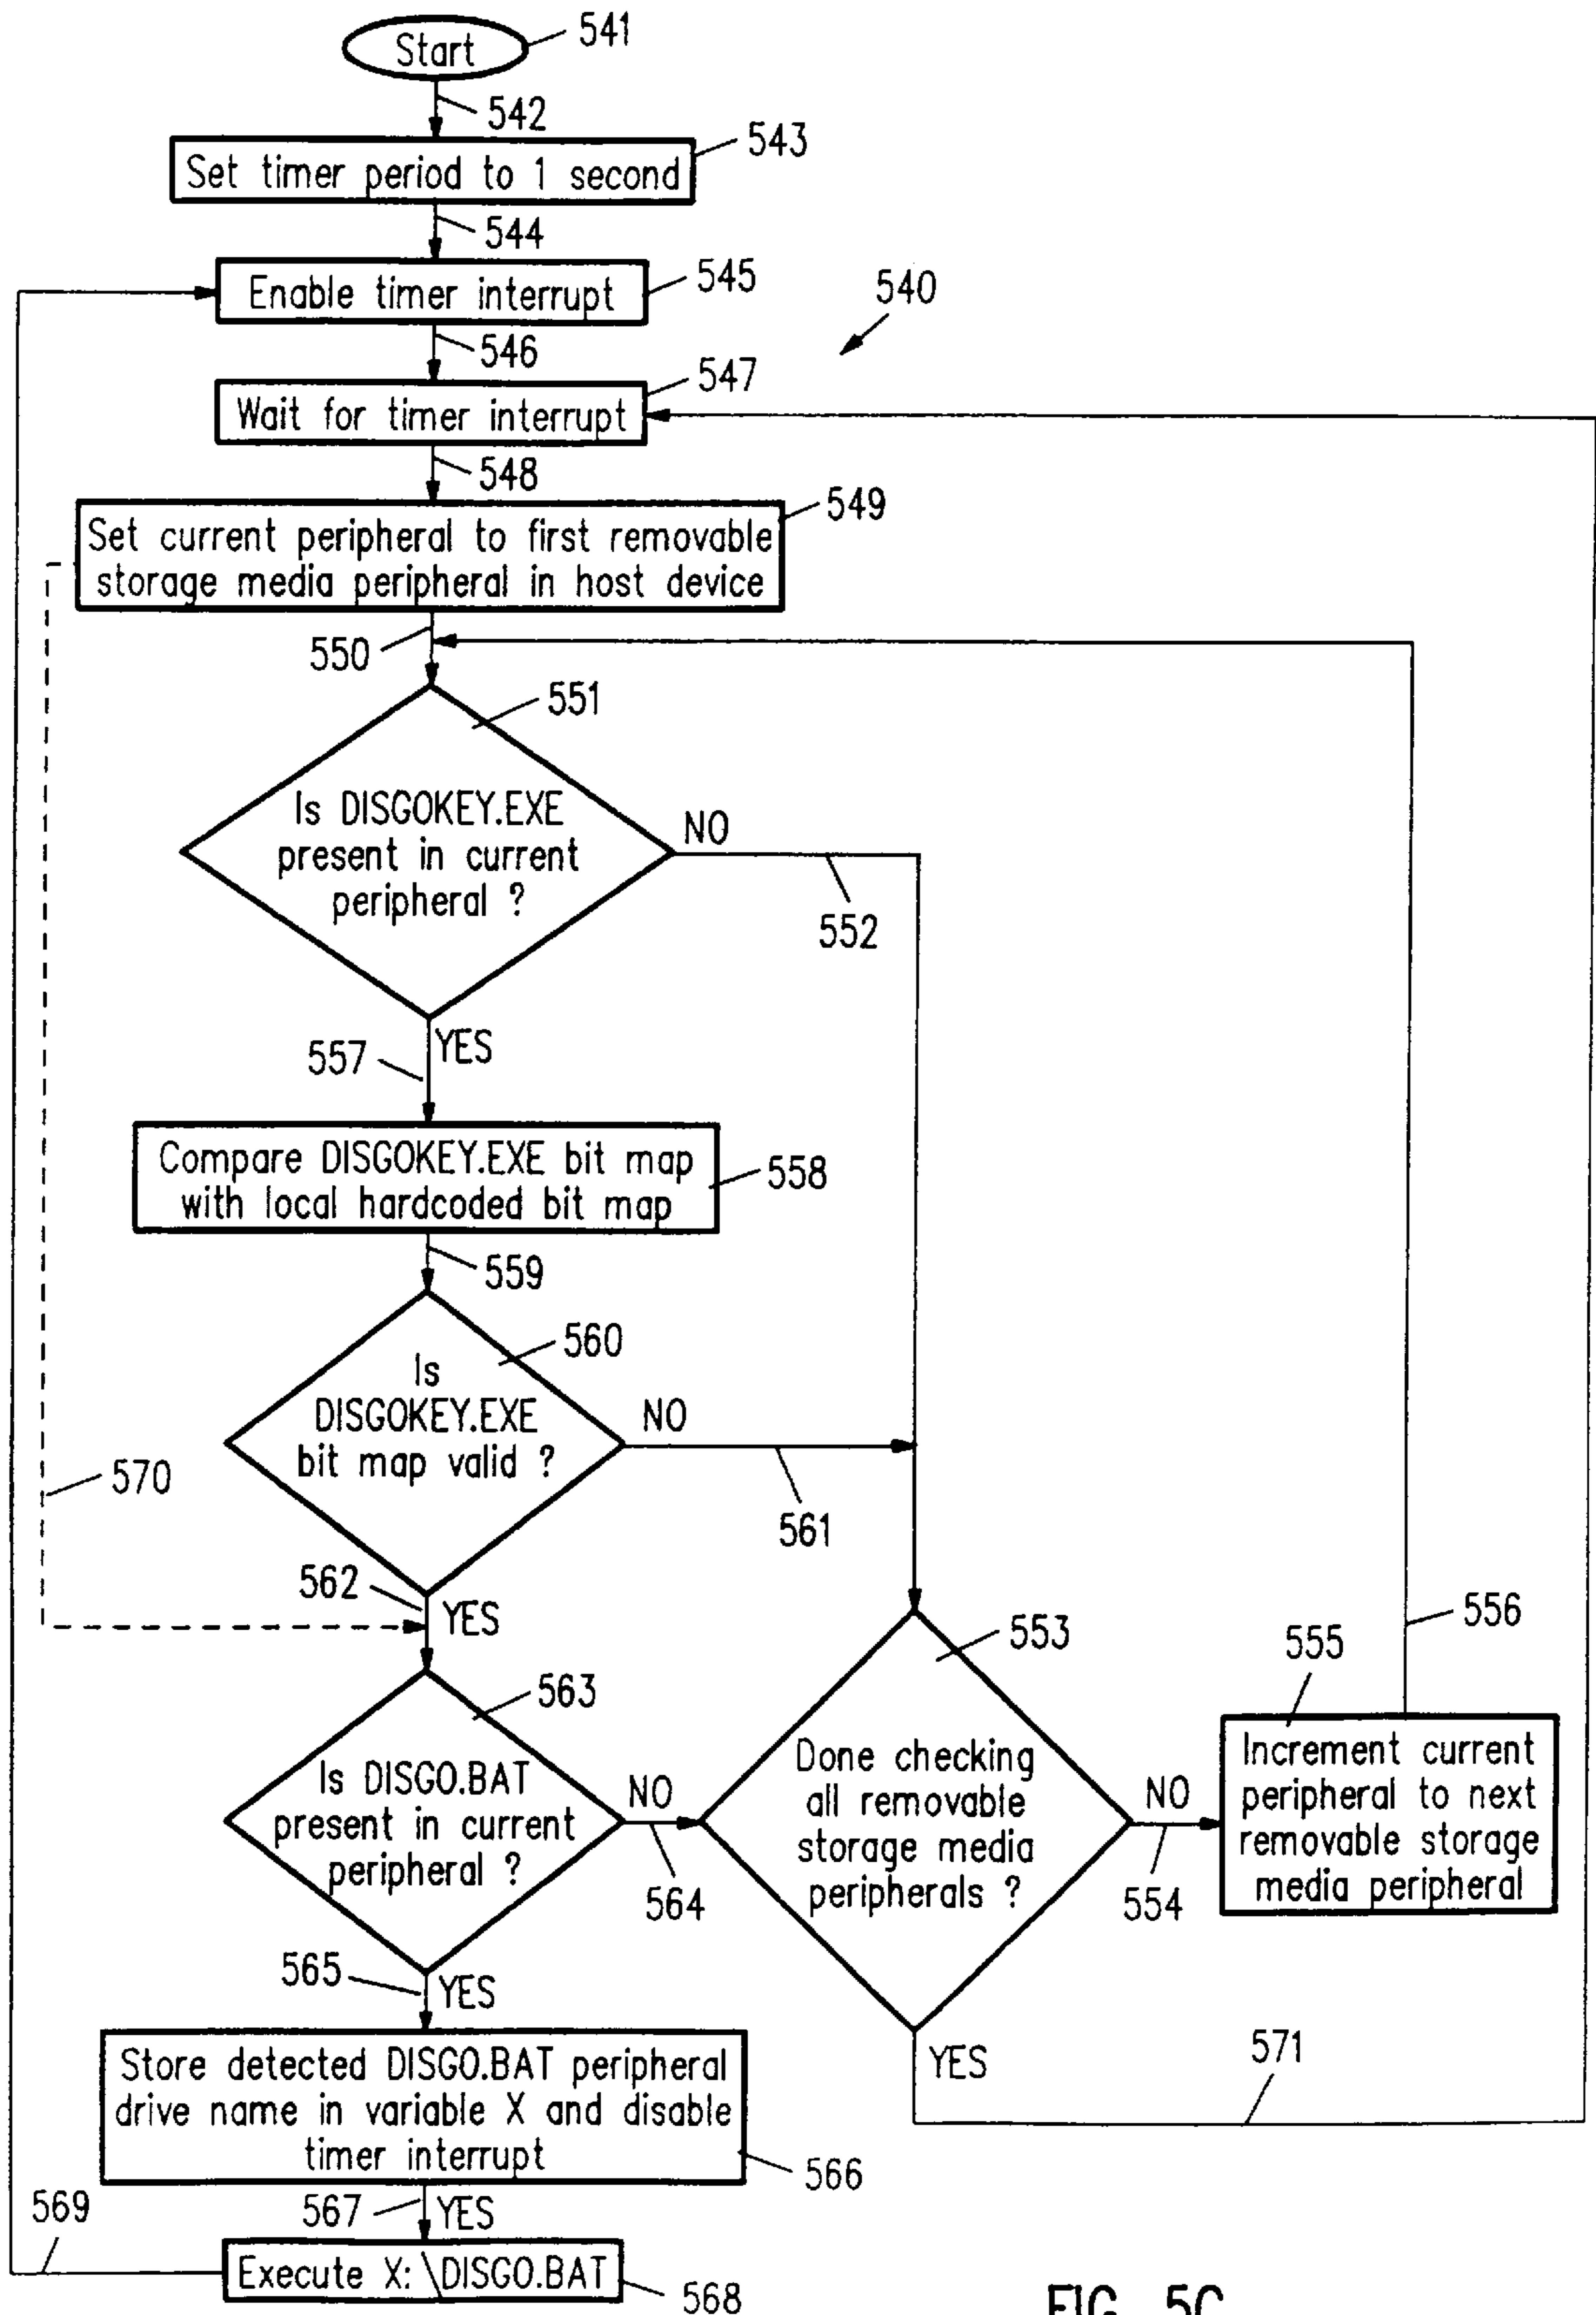 Start
541
542
Set timer period to 1 second
543
544
Enable timer interrupt
545
540
546
Wait for timer interrupt
547
548
Set current peripheral to first removable
storage media peripheral in host device
549
550
551
Is DISGOKEY.EXE
present in current
peripheral ?
NO
552
YES
557
Compare DISGOKEY.EXE bit map
with local hardcoded bit map
558
559
560
Is
DISGOKEY.EXE
bit map valid ?
NO
561
570
562
YES
563
Is DISGO.BAT
present in current
peripheral ?
NO
564
553
Done checking
all removable
storage media
peripherals ?
NO
554
555
556
Increment current
peripheral to next
removable storage
media peripheral
565
YES
YES
571
Store detected DISGO.BAT peripheral
drive name in variable X and disable
timer interrupt
566
567
YES
569
Execute X: \DISGO.BAT
568
FIG. 5C